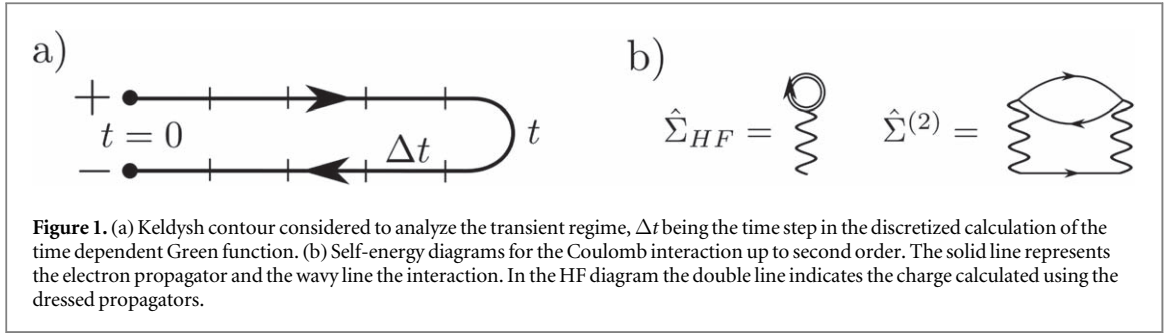 a)
+
t = 0
−
Δt
t
b)
Σ̂_HF =
Σ̂^(2) =
Figure 1. (a) Keldysh contour considered to analyze the transient regime, Δt being the time step in the discretized calculation of the
time dependent Green function. (b) Self-energy diagrams for the Coulomb interaction up to second order. The solid line represents
the electron propagator and the wavy line the interaction. In the HF diagram the double line indicates the charge calculated using the
dressed propagators.